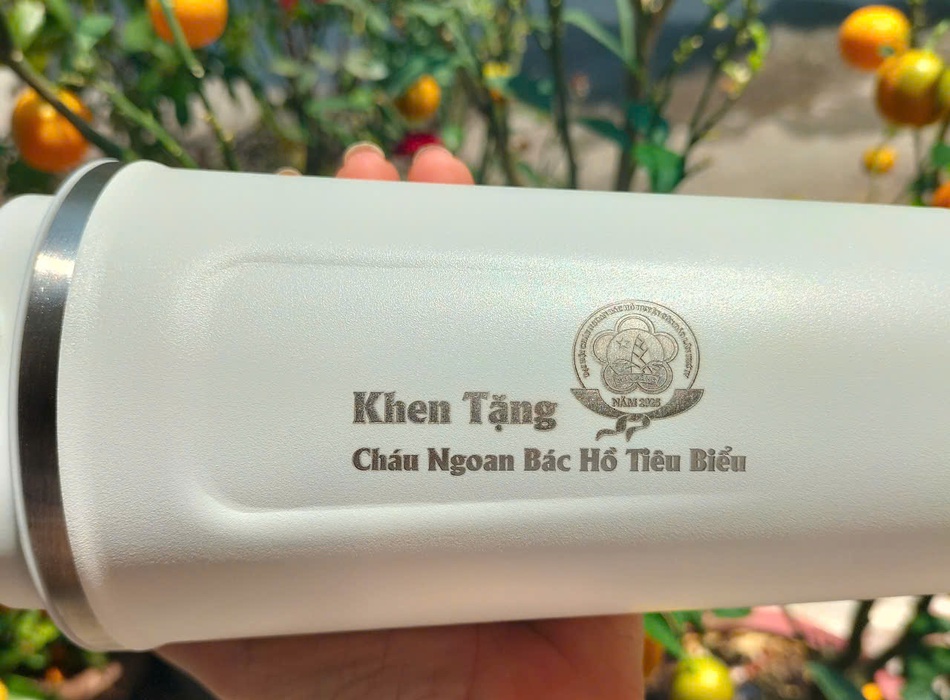 Khen Tặng
NĂM 2025
Cháu Ngoan Bác Hồ Tiêu Biểu